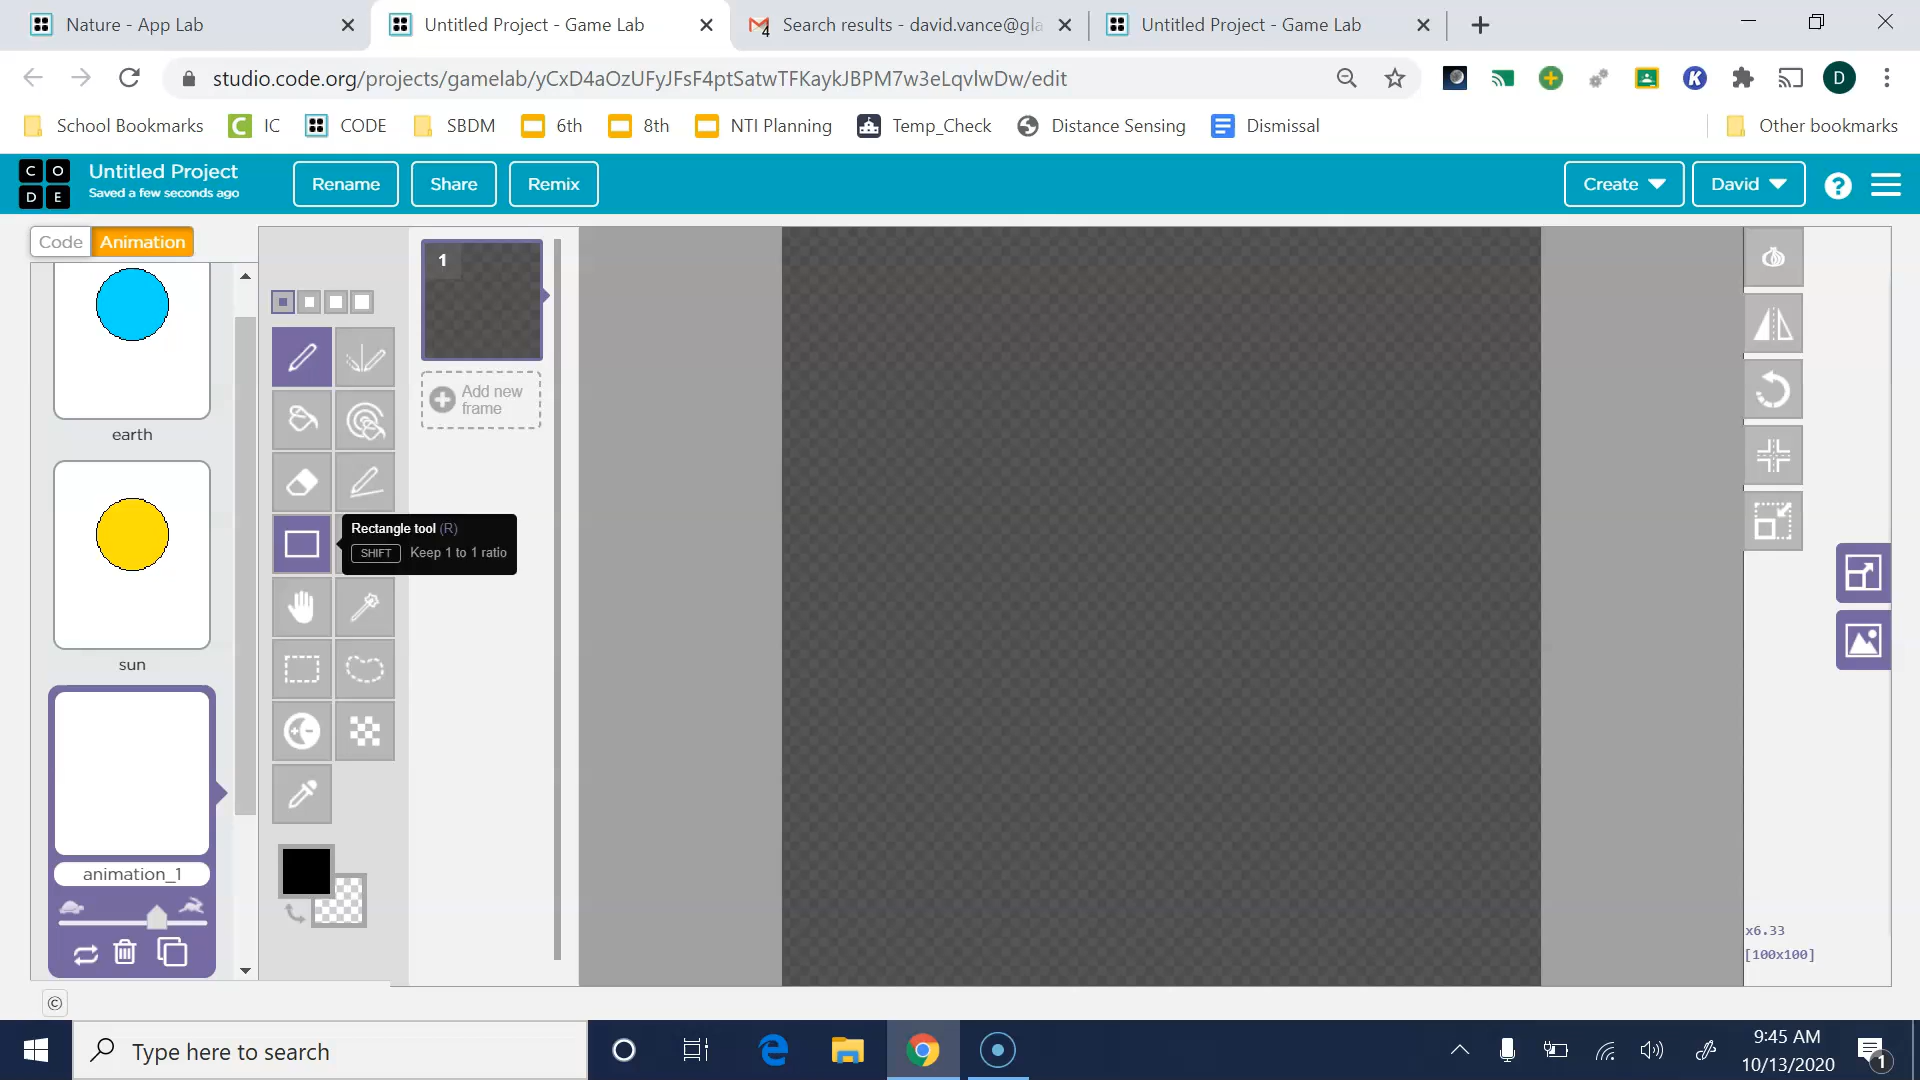 Nature - App Lab
Untitled Project - Game Lab
Search results - david.vance@gla
Untitled Project - Game Lab
studio.code.org/projects/gamelab/yCxD4aOzUFyJFsF4ptSatwTFKaykJBPM7w3eLqvlwDw/edit
K
D
School Bookmarks
IC
CODE
SBDM
6th
8th
NTI Planning
Temp_Check
Distance Sensing
Dismissal
Other bookmarks
C O
D E
Untitled Project
Saved a few seconds ago
Rename
Share
Remix
Create
David
?
Code
Animation
1
Add new
frame
earth
Rectangle tool (R)
SHIFT Keep 1 to 1 ratio
sun
animation_1
x6.33
[100x100]
©
Type here to search
9:45 AM
10/13/2020
1